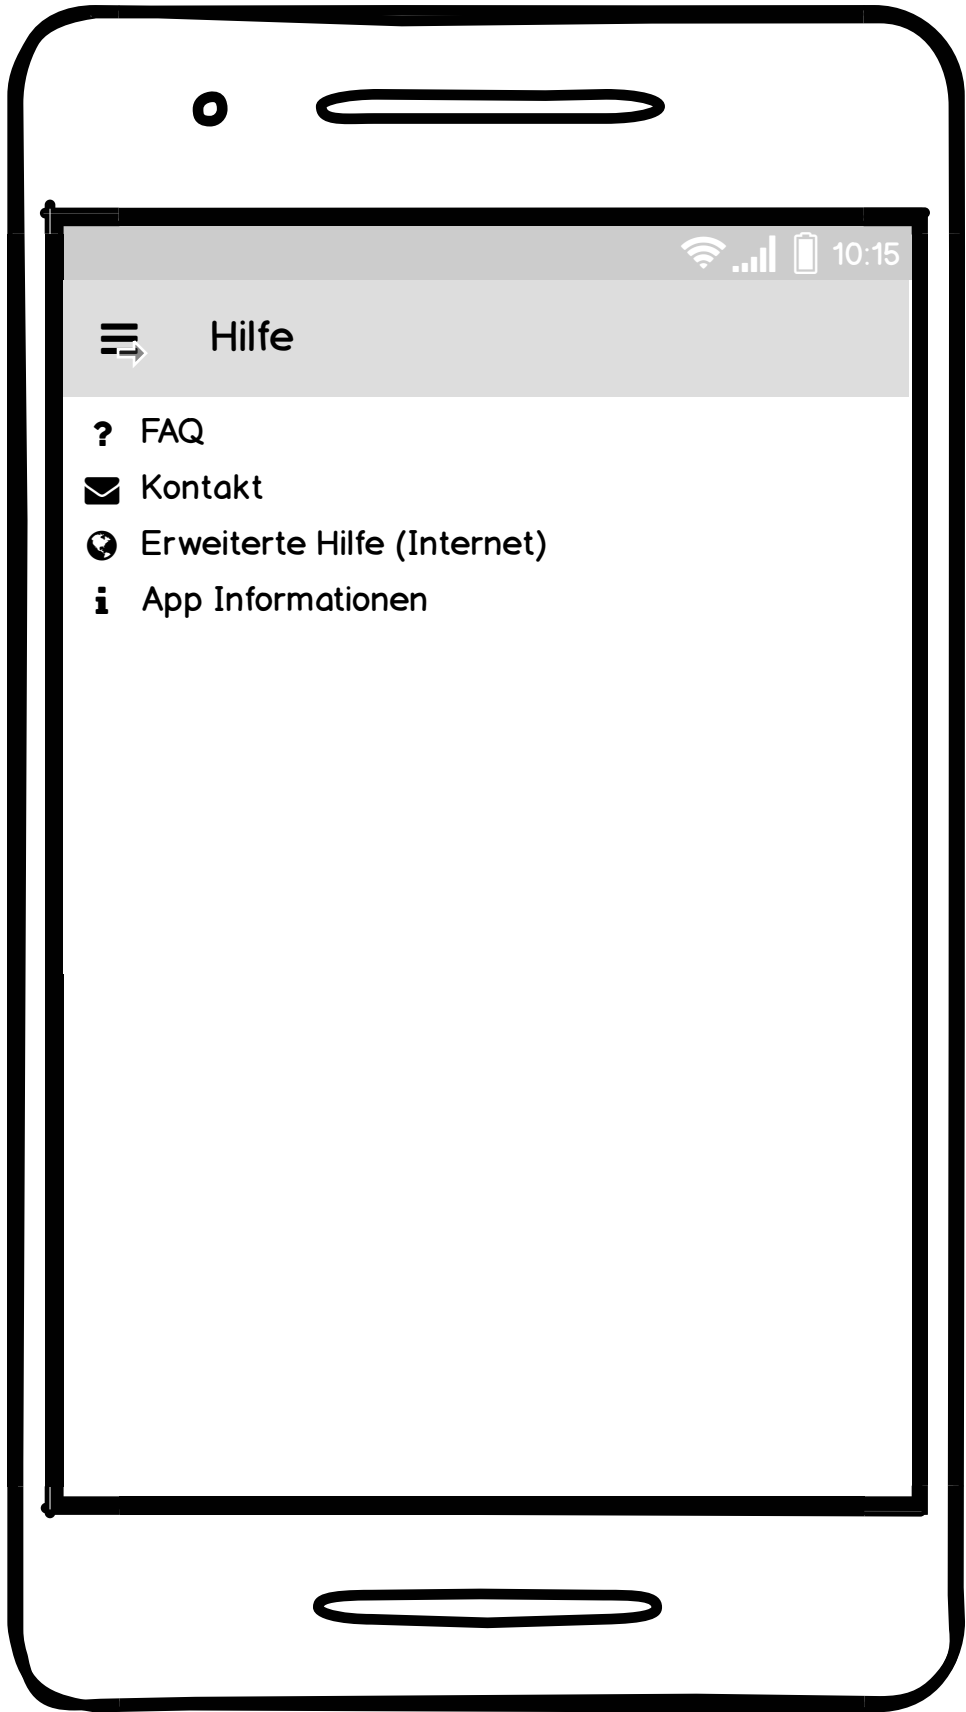 10:15
Hilfe
FAQ
Kontakt
Erweiterte Hilfe (Internet)
App Informationen